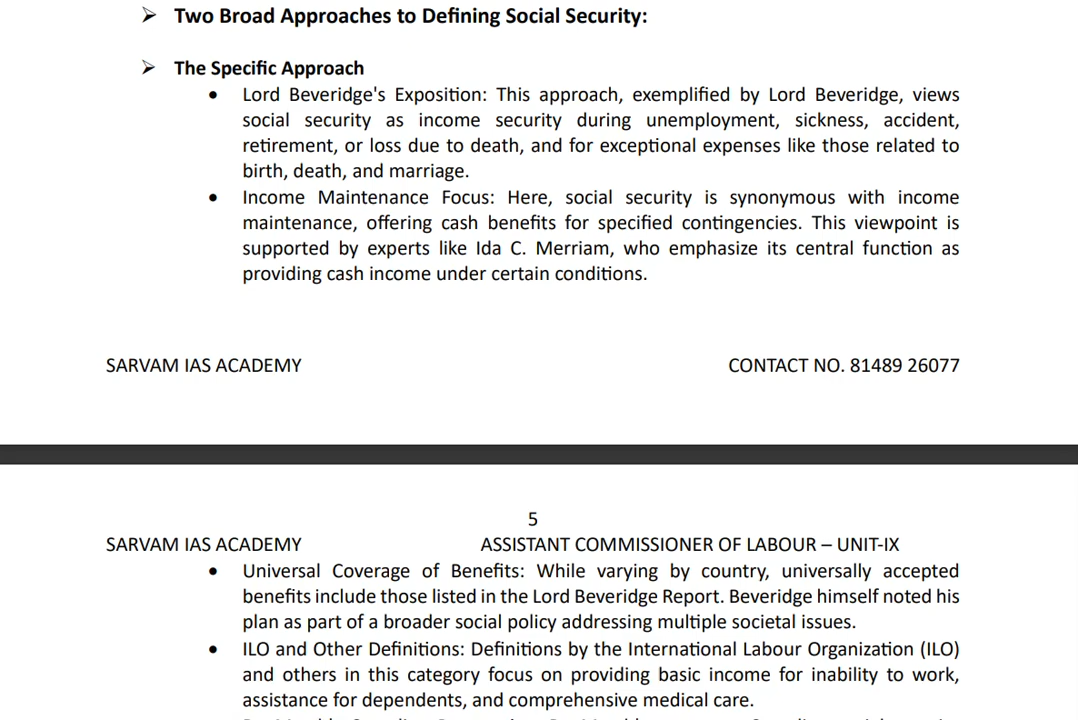 ➢ Two Broad Approaches to Defining Social Security:
➢ The Specific Approach
• Lord Beveridge's Exposition: This approach, exemplified by Lord Beveridge, views
social security as income security during unemployment, sickness, accident,
retirement, or loss due to death, and for exceptional expenses like those related to
birth, death, and marriage.
• Income Maintenance Focus: Here, social security is synonymous with income
maintenance, offering cash benefits for specified contingencies. This viewpoint is
supported by experts like Ida C. Merriam, who emphasize its central function as
providing cash income under certain conditions.
SARVAM IAS ACADEMY CONTACT NO. 81489 26077
5
SARVAM IAS ACADEMY ASSISTANT COMMISSIONER OF LABOUR – UNIT-IX
• Universal Coverage of Benefits: While varying by country, universally accepted
benefits include those listed in the Lord Beveridge Report. Beveridge himself noted his
plan as part of a broader social policy addressing multiple societal issues.
• ILO and Other Definitions: Definitions by the International Labour Organization (ILO)
and others in this category focus on providing basic income for inability to work,
assistance for dependents, and comprehensive medical care.